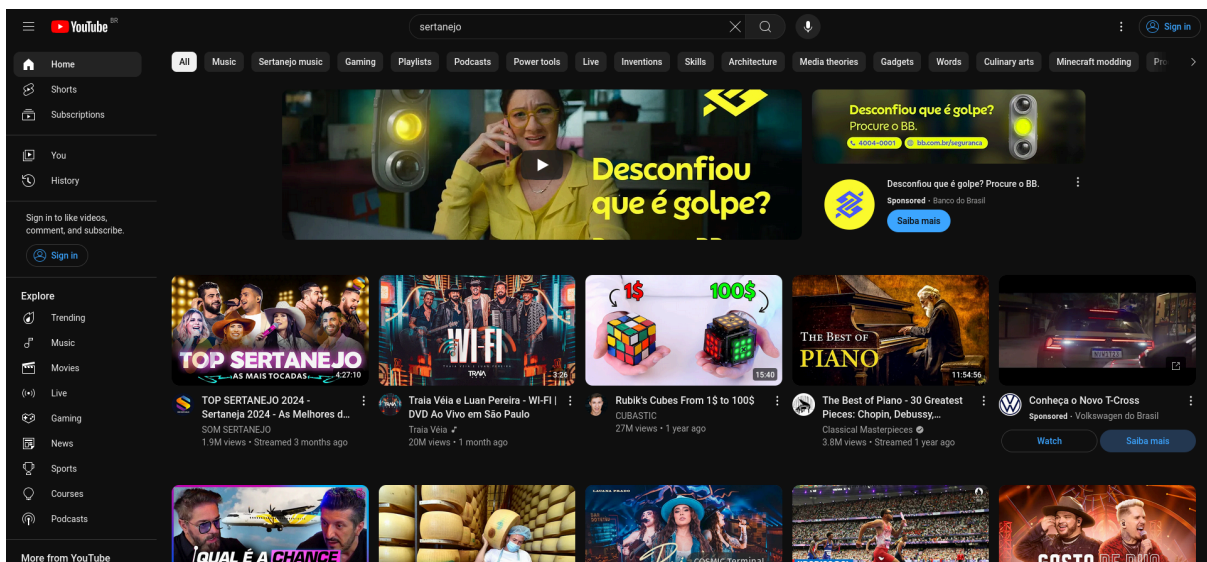 YouTube BR
sertanejo
Sign in
Home
Shorts
Subscriptions
You
History
Sign in to like videos,
comment, and subscribe.
Sign in
Explore
Trending
Music
Movies
Live
Gaming
News
Sports
Courses
Podcasts
More from YouTube
All Music Sertanejo music Gaming Playlists Podcasts Power tools Live Inventions Skills Architecture Media theories Gadgets Words Culinary arts Minecraft modding
Desconfiou
que é golpe?
Desconfiou que é golpe?
Procure o BB.
4004-0001 bb.com.br/seguranca
Desconfiou que é golpe? Procure o BB.
Sponsored · Banco do Brasil
Saiba mais
TOP SERTANEJO
AS MAIS TOCADAS
4:27:10
TOP SERTANEJO 2024 -
Sertaneja 2024 - As Melhores d...
SOM SERTANEJO
1.9M views • Streamed 3 months ago
WI-FI
TRAIA
3:26
Traia Véia e Luan Pereira - WI-FI |
DVD Ao Vivo em São Paulo
Traia Véia
20M views • 1 month ago
1$ 100$
15:40
Rubik's Cubes From 1$ to 100$
CUBASTIC
27M views • 1 year ago
THE BEST OF
PIANO
11:54:56
The Best of Piano - 30 Greatest
Pieces: Chopin, Debussy,...
Classical Masterpieces
3.8M views • Streamed 1 year ago
Conheça o Novo T-Cross
Sponsored · Volkswagen do Brasil
Watch
Saiba mais
QUAL É A CHANCE
LAUANA PRADO
COSMIC Terminal
GOSTA DE RUO